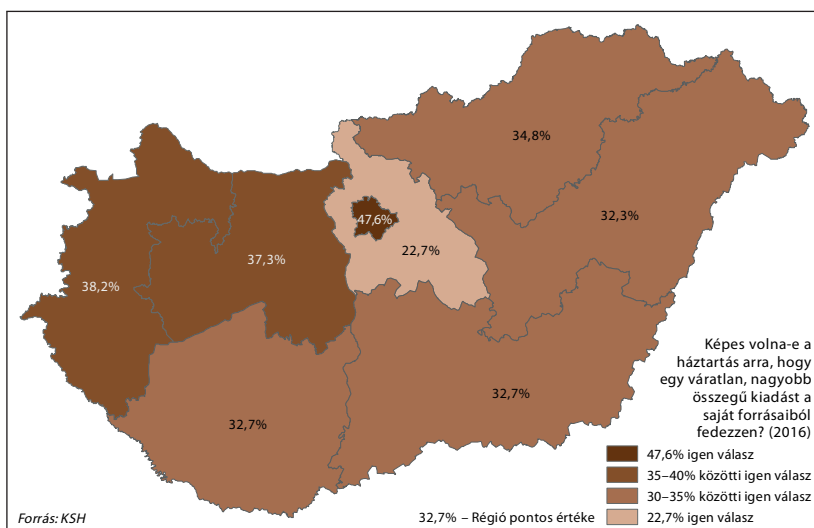 34,8%
32,3%
47,6%
22,7%
37,3%
38,2%
32,7%
32,7%
Képes volna-e a
háztartás arra, hogy
egy váratlan, nagyobb
összegű kiadást a
saját forrásaiból
fedezzen? (2016)
47,6% igen válasz
35–40% közötti igen válasz
30–35% közötti igen válasz
22,7% igen válasz
32,7% – Régió pontos értéke
Forrás: KSH